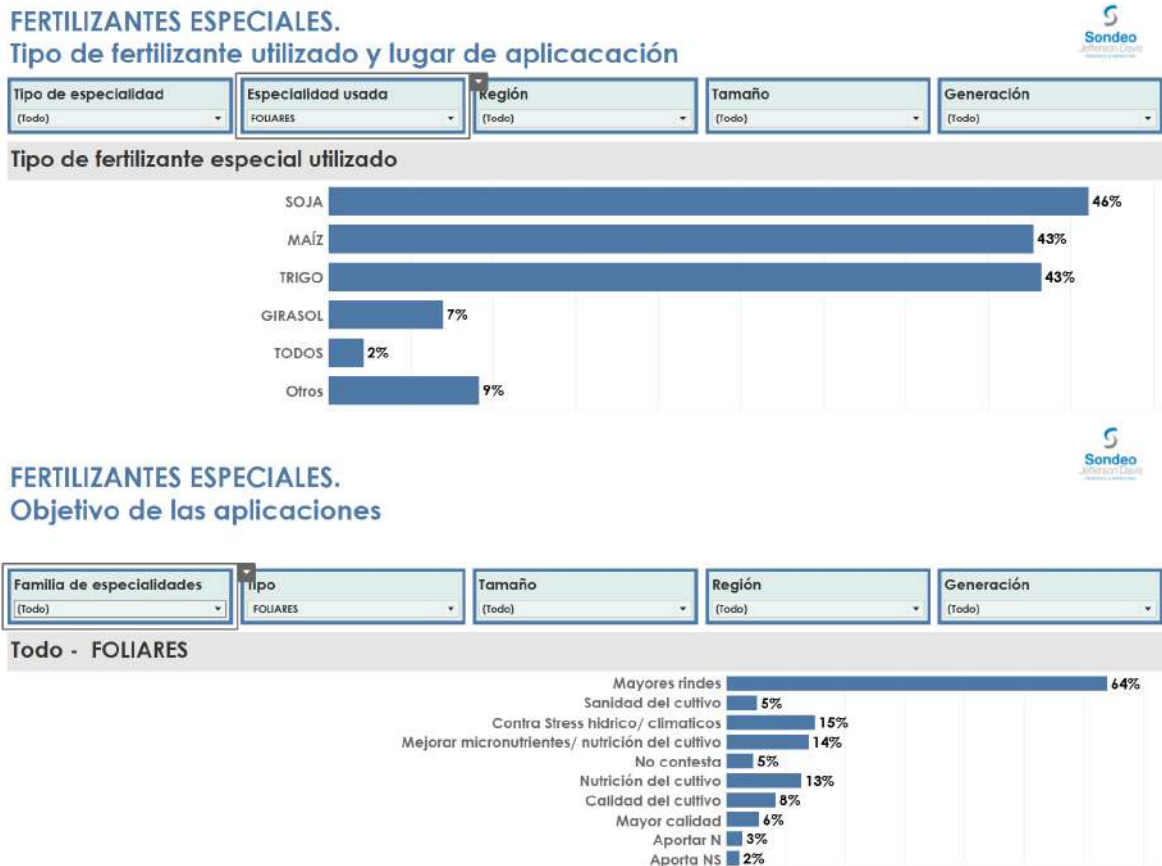 FERTILIZANTES ESPECIALES.
Tipo de fertilizante utilizado y lugar de aplicacación
Sondeo
Jefferson Davis
Tipo de especialidad
(Todo)
Especialidad usada
FOLIARES
Región
(Todo)
Tamaño
(Todo)
Generación
(Todo)
Tipo de fertilizante especial utilizado
SOJA 46%
MAÍZ 43%
TRIGO 43%
GIRASOL 7%
TODOS 2%
Otros 9%
FERTILIZANTES ESPECIALES.
Objetivo de las aplicaciones
Sondeo
Jefferson Davis
Familia de especialidades
(Todo)
Tipo
FOLIARES
Tamaño
(Todo)
Región
(Todo)
Generación
(Todo)
Todo - FOLIARES
Mayores rindes 64%
Sanidad del cultivo 5%
Contra Stress hidrico/ climaticos 15%
Mejorar micronutrientes/ nutrición del cultivo 14%
No contesta 5%
Nutrición del cultivo 13%
Calidad del cultivo 8%
Mayor calidad 6%
Aportar N 3%
Aporta NS 2%